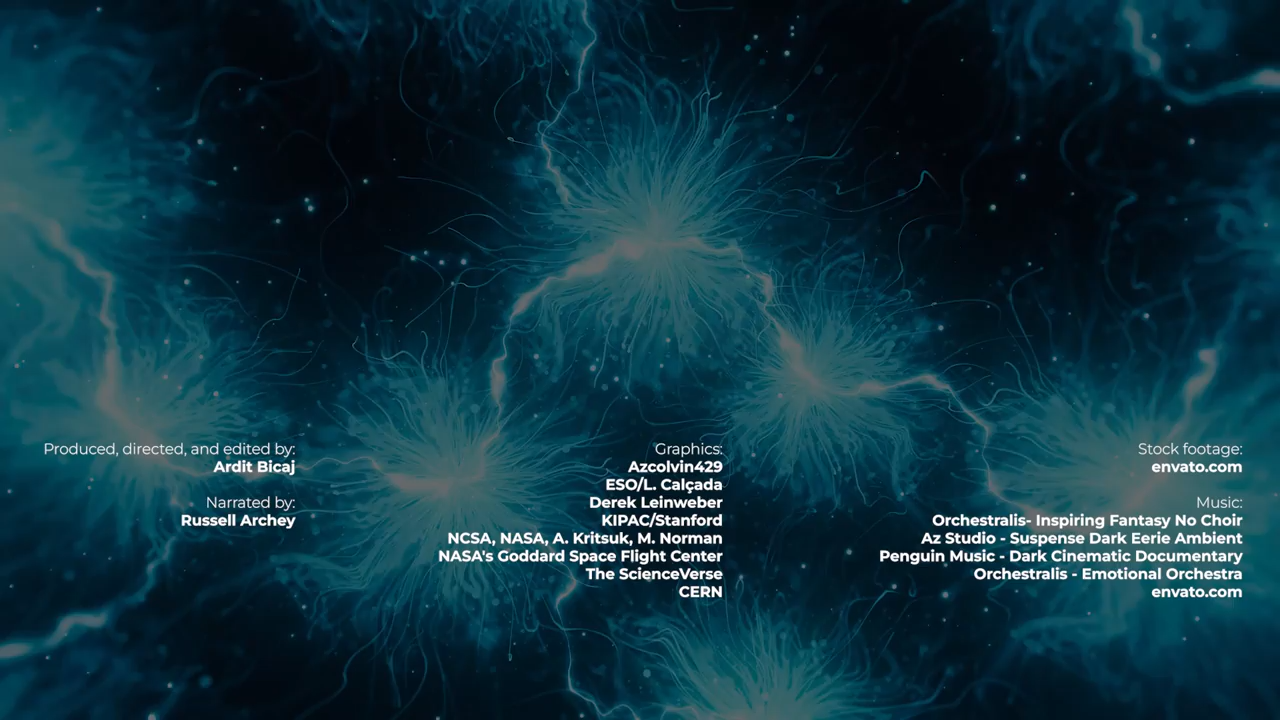 Produced, directed, and edited by:
Ardit Bicaj
Narrated by:
Russell Archey
Graphics:
Azcolvin429
ESO/L. Calçada
Derek Leinweber
KIPAC/Stanford
NCSA, NASA, A. Kritsuk, M. Norman
NASA's Goddard Space Flight Center
The ScienceVerse
CERN
Stock footage:
envato.com
Music:
Orchestralis- Inspiring Fantasy No Choir
Az Studio - Suspense Dark Eerie Ambient
Penguin Music - Dark Cinematic Documentary
Orchestralis - Emotional Orchestra
envato.com